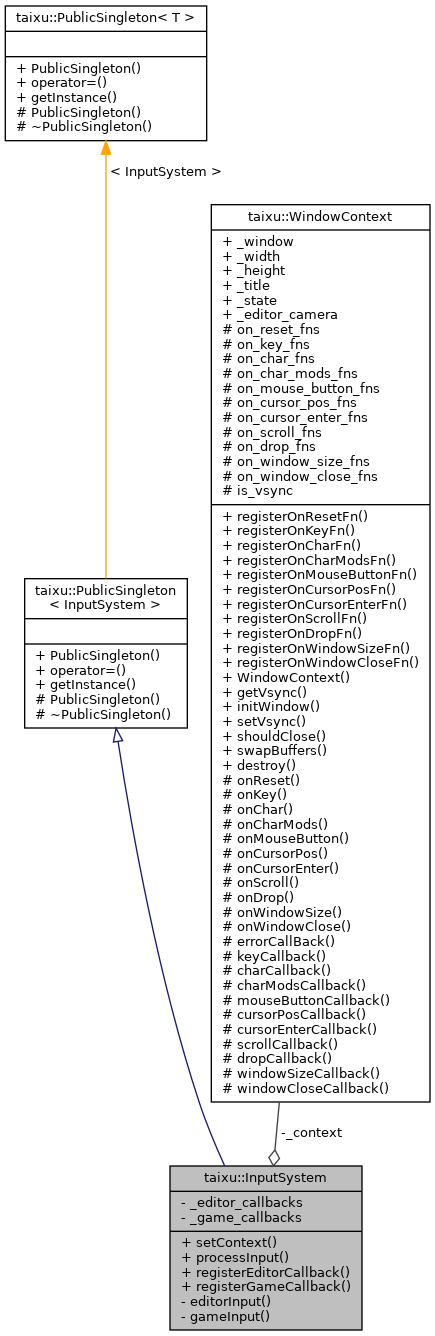 taixu::PublicSingleton< T >
+ PublicSingleton()
+ operator=()
+ getInstance()
# PublicSingleton()
# ~PublicSingleton()
< InputSystem >
taixu::WindowContext
+ _window
+ _width
+ _height
+ _title
+ _state
+ _editor_camera
# on_reset_fns
# on_key_fns
# on_char_fns
# on_char_mods_fns
# on_mouse_button_fns
# on_cursor_pos_fns
# on_cursor_enter_fns
# on_scroll_fns
# on_drop_fns
# on_window_size_fns
# on_window_close_fns
# is_vsync
+ registerOnResetFn()
+ registerOnKeyFn()
+ registerOnCharFn()
+ registerOnCharModsFn()
+ registerOnMouseButtonFn()
+ registerOnCursorPosFn()
+ registerOnCursorEnterFn()
+ registerOnScrollFn()
+ registerOnDropFn()
+ registerOnWindowSizeFn()
+ registerOnWindowCloseFn()
+ WindowContext()
+ getVsync()
+ initWindow()
+ setVsync()
+ shouldClose()
+ swapBuffers()
+ destroy()
# onReset()
# onKey()
# onChar()
# onCharMods()
# onMouseButton()
# onCursorPos()
# onCursorEnter()
# onScroll()
# onDrop()
# onWindowSize()
# onWindowClose()
# errorCallBack()
# keyCallback()
# charCallback()
# charModsCallback()
# mouseButtonCallback()
# cursorPosCallback()
# cursorEnterCallback()
# scrollCallback()
# dropCallback()
# windowSizeCallback()
# windowCloseCallback()
taixu::PublicSingleton
< InputSystem >
+ PublicSingleton()
+ operator=()
+ getInstance()
# PublicSingleton()
# ~PublicSingleton()
-_context
taixu::InputSystem
- _editor_callbacks
- _game_callbacks
+ setContext()
+ processInput()
+ registerEditorCallback()
+ registerGameCallback()
- editorInput()
- gameInput()